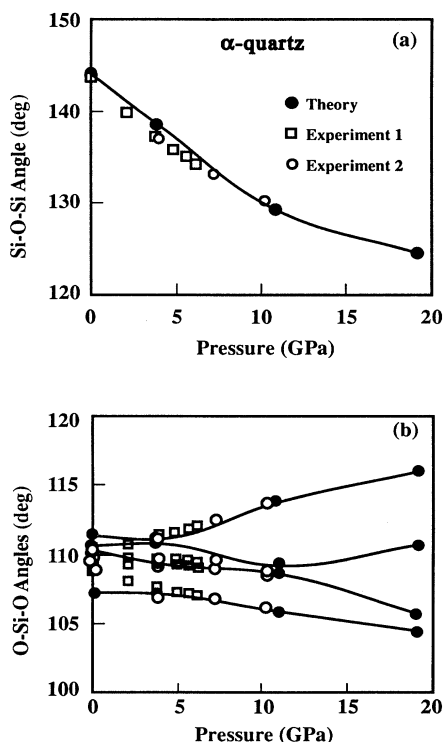 150
α-quartz
(a)
Theory
Experiment 1
Experiment 2
140
130
120
Si-O-Si Angle (deg)
0
5
10
15
20
Pressure (GPa)
120
(b)
115
110
105
100
O-Si-O Angles (deg)
0
5
10
15
20
Pressure (GPa)